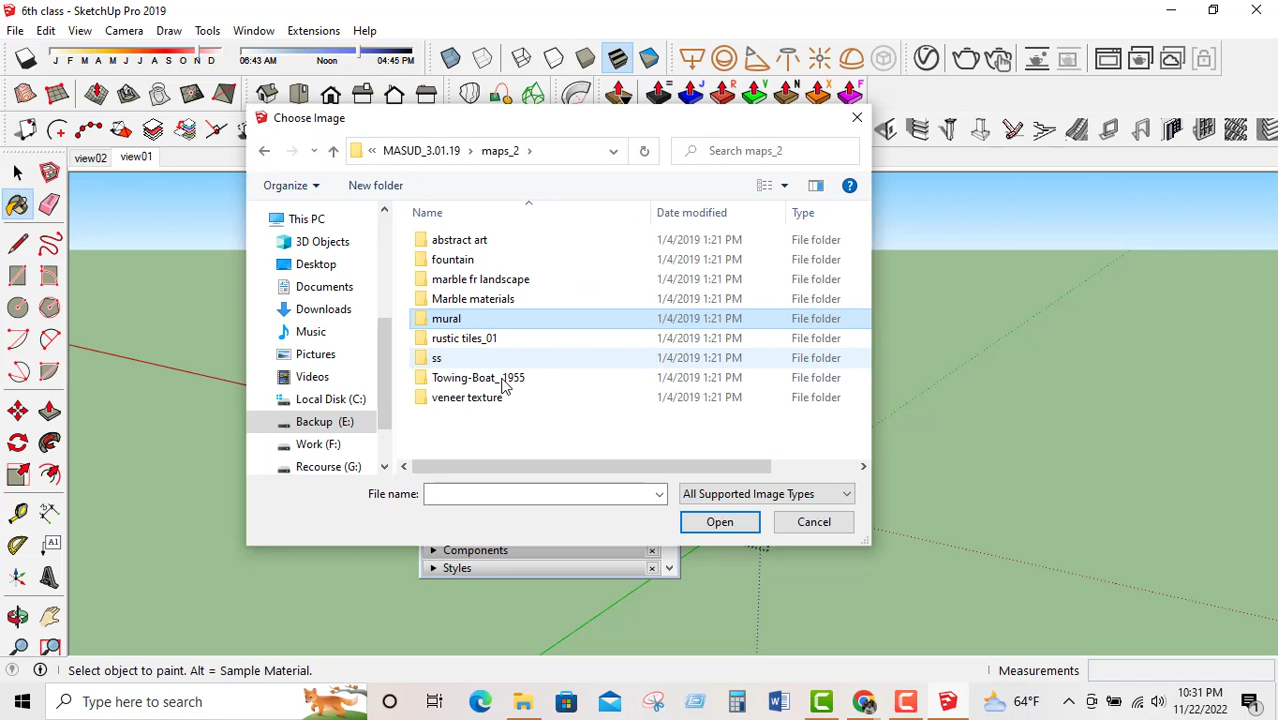 6th class - SketchUp Pro 2019
File Edit View Camera Draw Tools Window Extensions Help
J F M A M J J A S O N D 06:43 AM Noon 04:45 PM
= J R V N X F
view02 view01
Choose Image
« MASUD_3.01.19 › maps_2 › Search maps_2
Organize New folder
Name Date modified Type
This PC
3D Objects
Desktop
Documents
Downloads
Music
Pictures
Videos
Local Disk (C:)
Backup (E:)
Work (F:)
Recourse (G:)
abstract art 1/4/2019 1:21 PM File folder
fountain 1/4/2019 1:21 PM File folder
marble fr landscape 1/4/2019 1:21 PM File folder
Marble materials 1/4/2019 1:21 PM File folder
mural 1/4/2019 1:21 PM File folder
rustic tiles_01 1/4/2019 1:21 PM File folder
ss 1/4/2019 1:21 PM File folder
Towing-Boat_1955 1/4/2019 1:21 PM File folder
veneer texture 1/4/2019 1:21 PM File folder
File name: All Supported Image Types
Open Cancel
Components
Styles
Select object to paint. Alt = Sample Material. Measurements
Type here to search
64°F
10:31 PM
11/22/2022
1